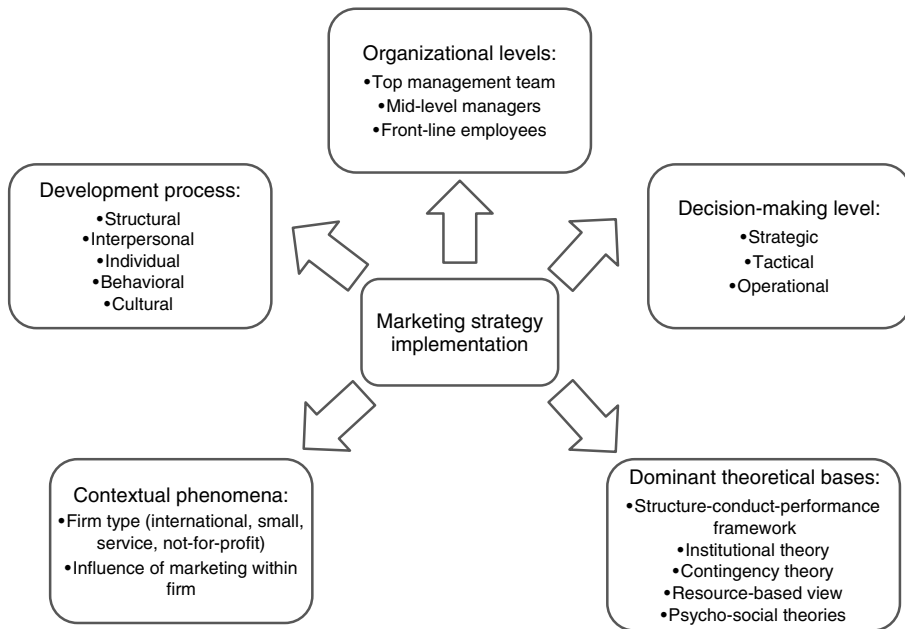 Organizational levels:
•Top management team
•Mid-level managers
•Front-line employees
Development process:
•Structural
•Interpersonal
•Individual
•Behavioral
•Cultural
Decision-making level:
•Strategic
•Tactical
•Operational
Marketing strategy
implementation
Contextual phenomena:
•Firm type (international, small,
service, not-for-profit)
•Influence of marketing within
firm
Dominant theoretical bases:
•Structure-conduct-performance
framework
•Institutional theory
•Contingency theory
•Resource-based view
•Psycho-social theories